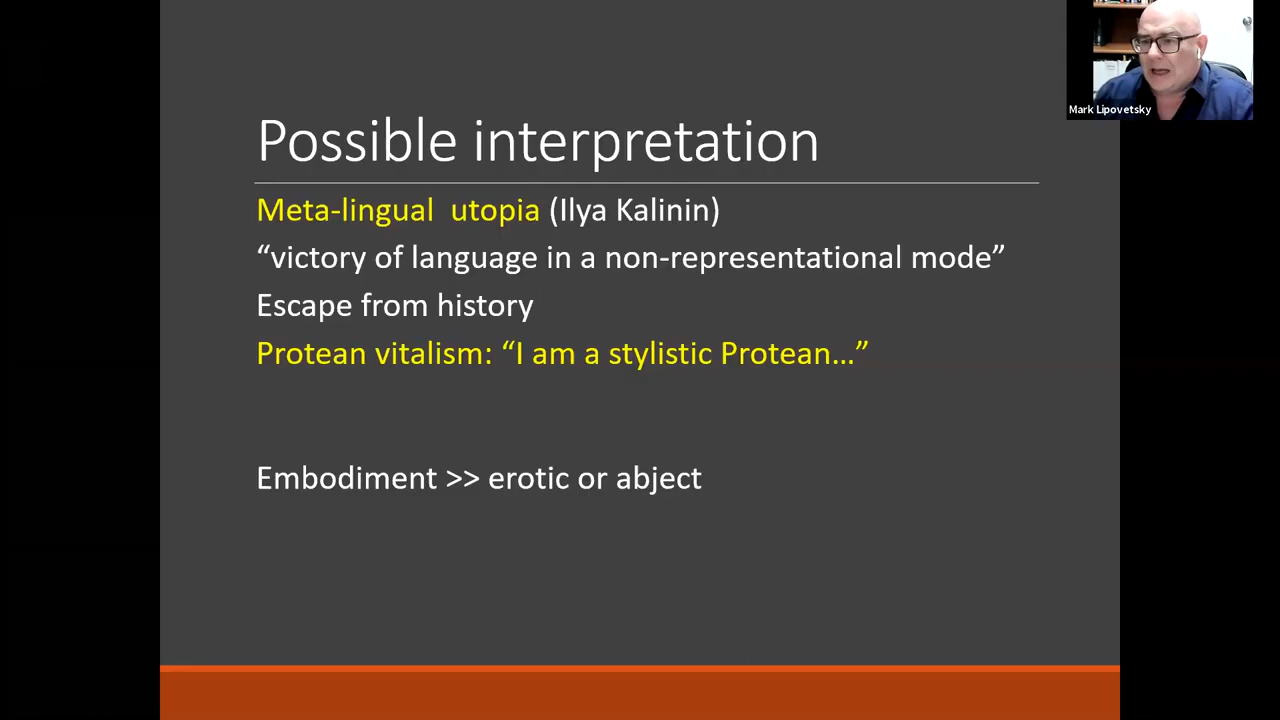 Possible interpretation
Meta-lingual  utopia (Ilya Kalinin)
“victory of language in a non-representational mode”
Escape from history
Protean vitalism: “I am a stylistic Protean…”
Embodiment >> erotic or abject
Mark Lipovetsky